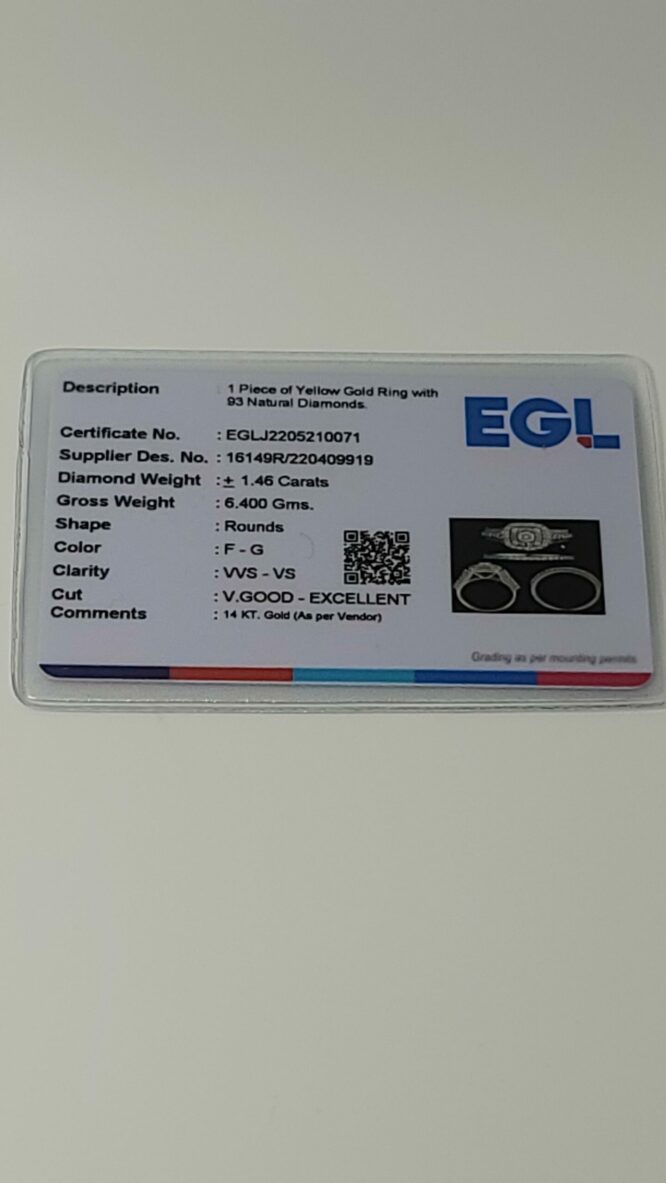 Description : 1 Piece of Yellow Gold Ring with
93 Natural Diamonds.
EGL
Certificate No. : EGLJ2205210071
Supplier Des. No. : 16149R/220409919
Diamond Weight : ± 1.46 Carats
Gross Weight : 6.400 Gms.
Shape : Rounds
Color : F - G
Clarity : VVS - VS
Cut : V.GOOD - EXCELLENT
Comments : 14 KT. Gold (As per Vendor)
Grading as per mounting permits